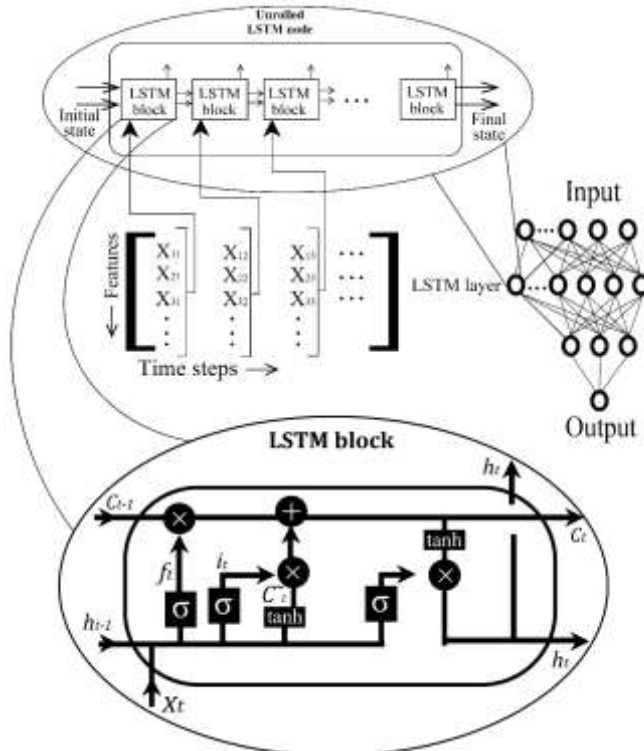 Unrolled
LSTM node
LSTM block
LSTM block
LSTM block
...
LSTM block
Initial state
Final state
Input
Features
X11 X12 X13 ...
X21 X22 X23 ...
X31 X32 X33 ...
LSTM layer
Time steps
Output
LSTM block
ht
Ct-1
×
+
Ct
tanh
ft
it
×
×
C~t
σ
σ
tanh
σ
ht-1
ht
Xt